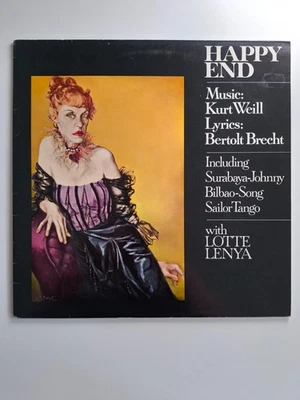 HAPPY
END
Music:
Kurt Weill
Lyrics:
Bertolt Brecht
Including
Surabaya-Johnny
Bilbao-Song
Sailor Tango
with
LOTTE
LENYA